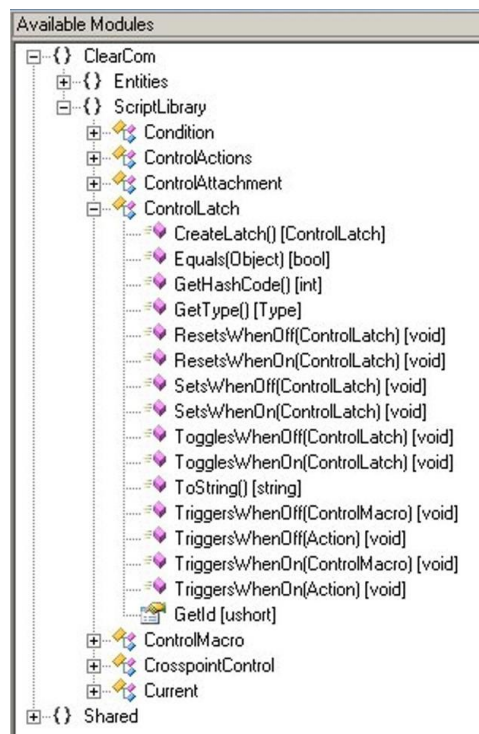 Available Modules
{} ClearCom
{} Entities
{} ScriptLibrary
Condition
ControlActions
ControlAttachment
ControlLatch
CreateLatch() [ControlLatch]
Equals(Object) [bool]
GetHashCode() [int]
GetType() [Type]
ResetsWhenOff(ControlLatch) [void]
ResetsWhenOn(ControlLatch) [void]
SetsWhenOff(ControlLatch) [void]
SetsWhenOn(ControlLatch) [void]
TogglesWhenOff(ControlLatch) [void]
TogglesWhenOn(ControlLatch) [void]
ToString() [string]
TriggersWhenOff(ControlMacro) [void]
TriggersWhenOff(Action) [void]
TriggersWhenOn(ControlMacro) [void]
TriggersWhenOn(Action) [void]
GetId [ushort]
ControlMacro
CrosspointControl
Current
{} Shared